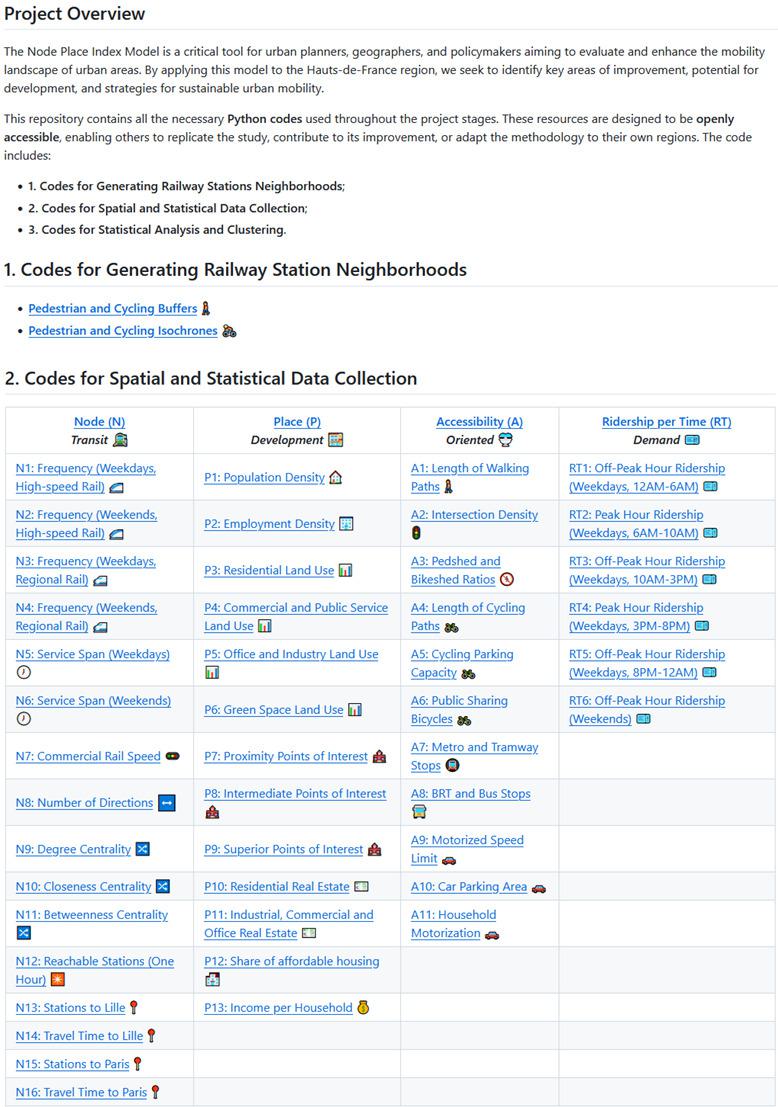 Project Overview
The Node Place Index Model is a critical tool for urban planners, geographers, and policymakers aiming to evaluate and enhance the mobility
landscape of urban areas. By applying this model to the Hauts-de-France region, we seek to identify key areas of improvement, potential for
development, and strategies for sustainable urban mobility.
This repository contains all the necessary Python codes used throughout the project stages. These resources are designed to be openly
accessible, enabling others to replicate the study, contribute to its improvement, or adapt the methodology to their own regions. The code
includes:
• 1. Codes for Generating Railway Stations Neighborhoods;
• 2. Codes for Spatial and Statistical Data Collection;
• 3. Codes for Statistical Analysis and Clustering.
1. Codes for Generating Railway Station Neighborhoods
• Pedestrian and Cycling Buffers
• Pedestrian and Cycling Isochrones
2. Codes for Spatial and Statistical Data Collection
Node (N) Place (P) Accessibility (A) Ridership per Time (RT)
Transit Development Oriented Demand
N1: Frequency (Weekdays,
High-speed Rail)
P1: Population Density
A1: Length of Walking
Paths
RT1: Off-Peak Hour Ridership
(Weekdays, 12AM-6AM)
N2: Frequency (Weekends,
High-speed Rail)
P2: Employment Density
A2: Intersection Density
RT2: Peak Hour Ridership
(Weekdays, 6AM-10AM)
N3: Frequency (Weekdays,
Regional Rail)
P3: Residential Land Use
A3: Pedshed and
Bikeshed Ratios
RT3: Off-Peak Hour Ridership
(Weekdays, 10AM-3PM)
N4: Frequency (Weekends,
Regional Rail)
P4: Commercial and Public Service
Land Use
A4: Length of Cycling
Paths
RT4: Peak Hour Ridership
(Weekdays, 3PM-8PM)
N5: Service Span (Weekdays)
P5: Office and Industry Land Use
A5: Cycling Parking
Capacity
RT5: Off-Peak Hour Ridership
(Weekdays, 8PM-12AM)
N6: Service Span (Weekends)
P6: Green Space Land Use
A6: Public Sharing
Bicycles
RT6: Off-Peak Hour Ridership
(Weekends)
N7: Commercial Rail Speed
P7: Proximity Points of Interest
A7: Metro and Tramway
Stops
N8: Number of Directions
P8: Intermediate Points of Interest
A8: BRT and Bus Stops
N9: Degree Centrality
P9: Superior Points of Interest
A9: Motorized Speed
Limit
N10: Closeness Centrality
P10: Residential Real Estate
A10: Car Parking Area
N11: Betweenness Centrality
P11: Industrial, Commercial and
Office Real Estate
A11: Household
Motorization
N12: Reachable Stations (One
Hour)
P12: Share of affordable housing
N13: Stations to Lille
P13: Income per Household
N14: Travel Time to Lille
N15: Stations to Paris
N16: Travel Time to Paris